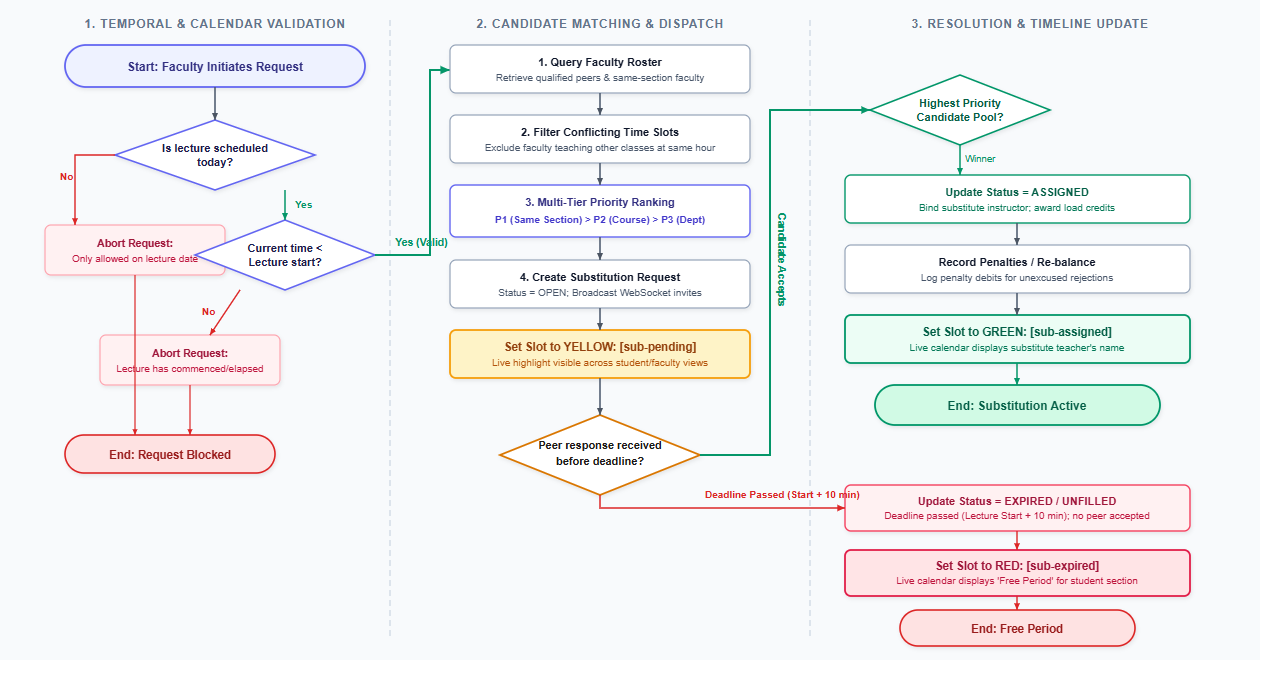 1. TEMPORAL & CALENDAR VALIDATION
Start: Faculty Initiates Request
Is lecture scheduled
today?
No
Yes
Abort Request:
Only allowed on lecture date
Current time <
Lecture start?
Yes (Valid)
No
Abort Request:
Lecture has commenced/elapsed
End: Request Blocked
2. CANDIDATE MATCHING & DISPATCH
1. Query Faculty Roster
Retrieve qualified peers & same-section faculty
2. Filter Conflicting Time Slots
Exclude faculty teaching other classes at same hour
3. Multi-Tier Priority Ranking
P1 (Same Section) > P2 (Course) > P3 (Dept)
4. Create Substitution Request
Status = OPEN; Broadcast WebSocket invites
Set Slot to YELLOW: [sub-pending]
Live highlight visible across student/faculty views
Peer response received
before deadline?
Candidate Accepts
Deadline Passed (Start + 10 min)
3. RESOLUTION & TIMELINE UPDATE
Highest Priority
Candidate Pool?
Winner
Update Status = ASSIGNED
Bind substitute instructor; award load credits
Record Penalties / Re-balance
Log penalty debits for unexcused rejections
Set Slot to GREEN: [sub-assigned]
Live calendar displays substitute teacher's name
End: Substitution Active
Update Status = EXPIRED / UNFILLED
Deadline passed (Lecture Start + 10 min); no peer accepted
Set Slot to RED: [sub-expired]
Live calendar displays 'Free Period' for student section
End: Free Period